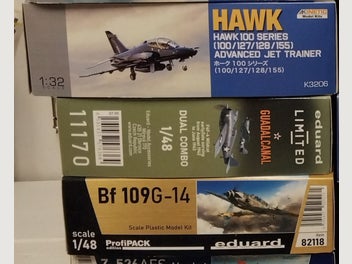 HAWK
KINETIC
Model Kits
HAWK 100 SERIES
(100/127/128/155)
ADVANCED JET TRAINER
ホーク 100 シリーズ
(100/127/128/155)
1:32
K3206
11170
1/48
DUAL COMBO
GUADALCANAL
LIMITED
eduard
Bf 109G-14
Scale Plastic Model Kit
scale
1/48
ProfiPACK
eduard
82118